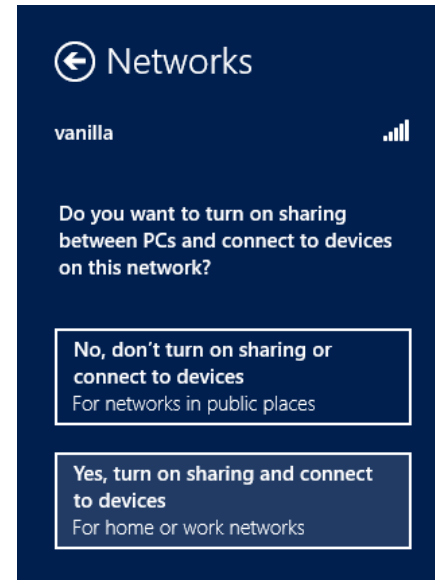 Networks
vanilla
Do you want to turn on sharing
between PCs and connect to devices
on this network?
No, don't turn on sharing or
connect to devices
For networks in public places
Yes, turn on sharing and connect
to devices
For home or work networks